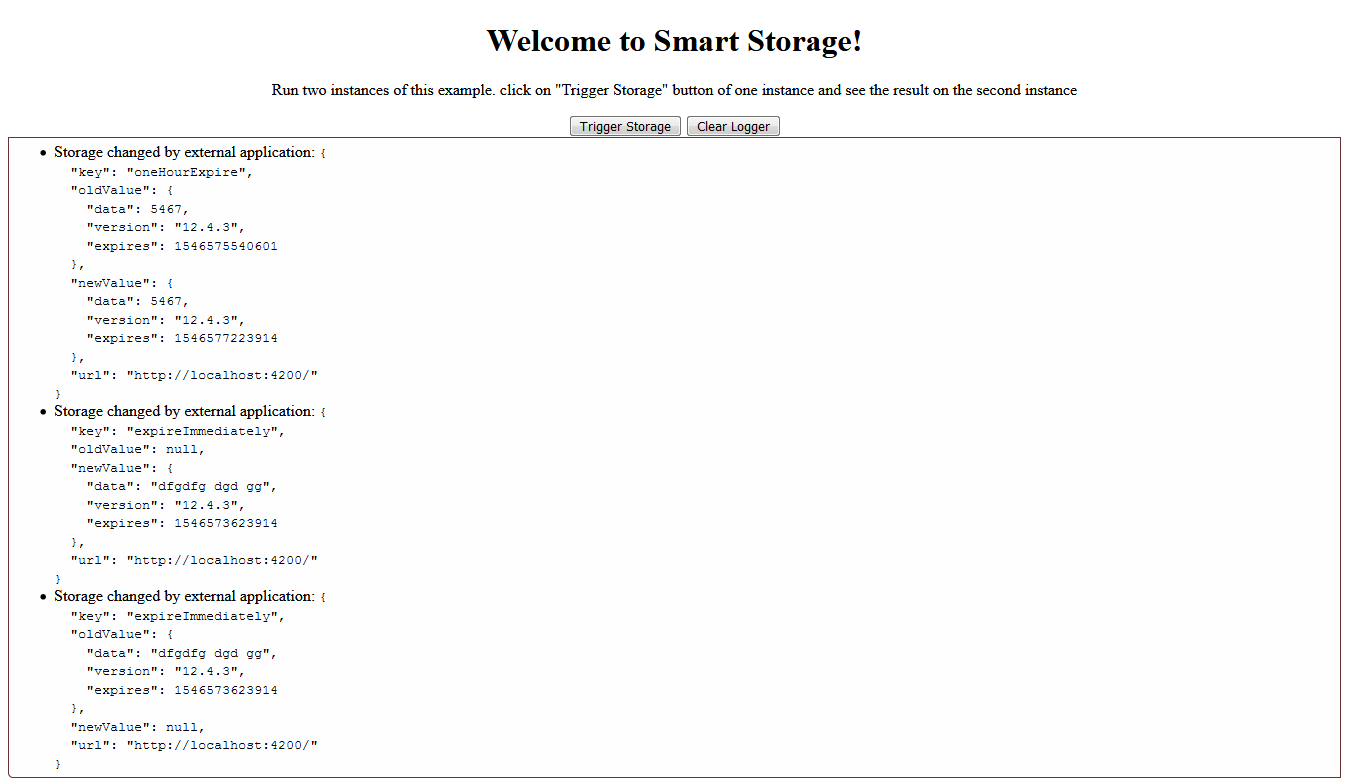 Welcome to Smart Storage!
Run two instances of this example. click on "Trigger Storage" button of one instance and see the result on the second instance
Trigger Storage Clear Logger
• Storage changed by external application: {
  "key": "oneHourExpire",
  "oldValue": {
    "data": 5467,
    "version": "12.4.3",
    "expires": 1546575540601
  },
  "newValue": {
    "data": 5467,
    "version": "12.4.3",
    "expires": 1546577223914
  },
  "url": "http://localhost:4200/"
}
• Storage changed by external application: {
  "key": "expireImmediately",
  "oldValue": null,
  "newValue": {
    "data": "dfgdfg dgd gg",
    "version": "12.4.3",
    "expires": 1546573623914
  },
  "url": "http://localhost:4200/"
}
• Storage changed by external application: {
  "key": "expireImmediately",
  "oldValue": {
    "data": "dfgdfg dgd gg",
    "version": "12.4.3",
    "expires": 1546573623914
  },
  "newValue": null,
  "url": "http://localhost:4200/"
}